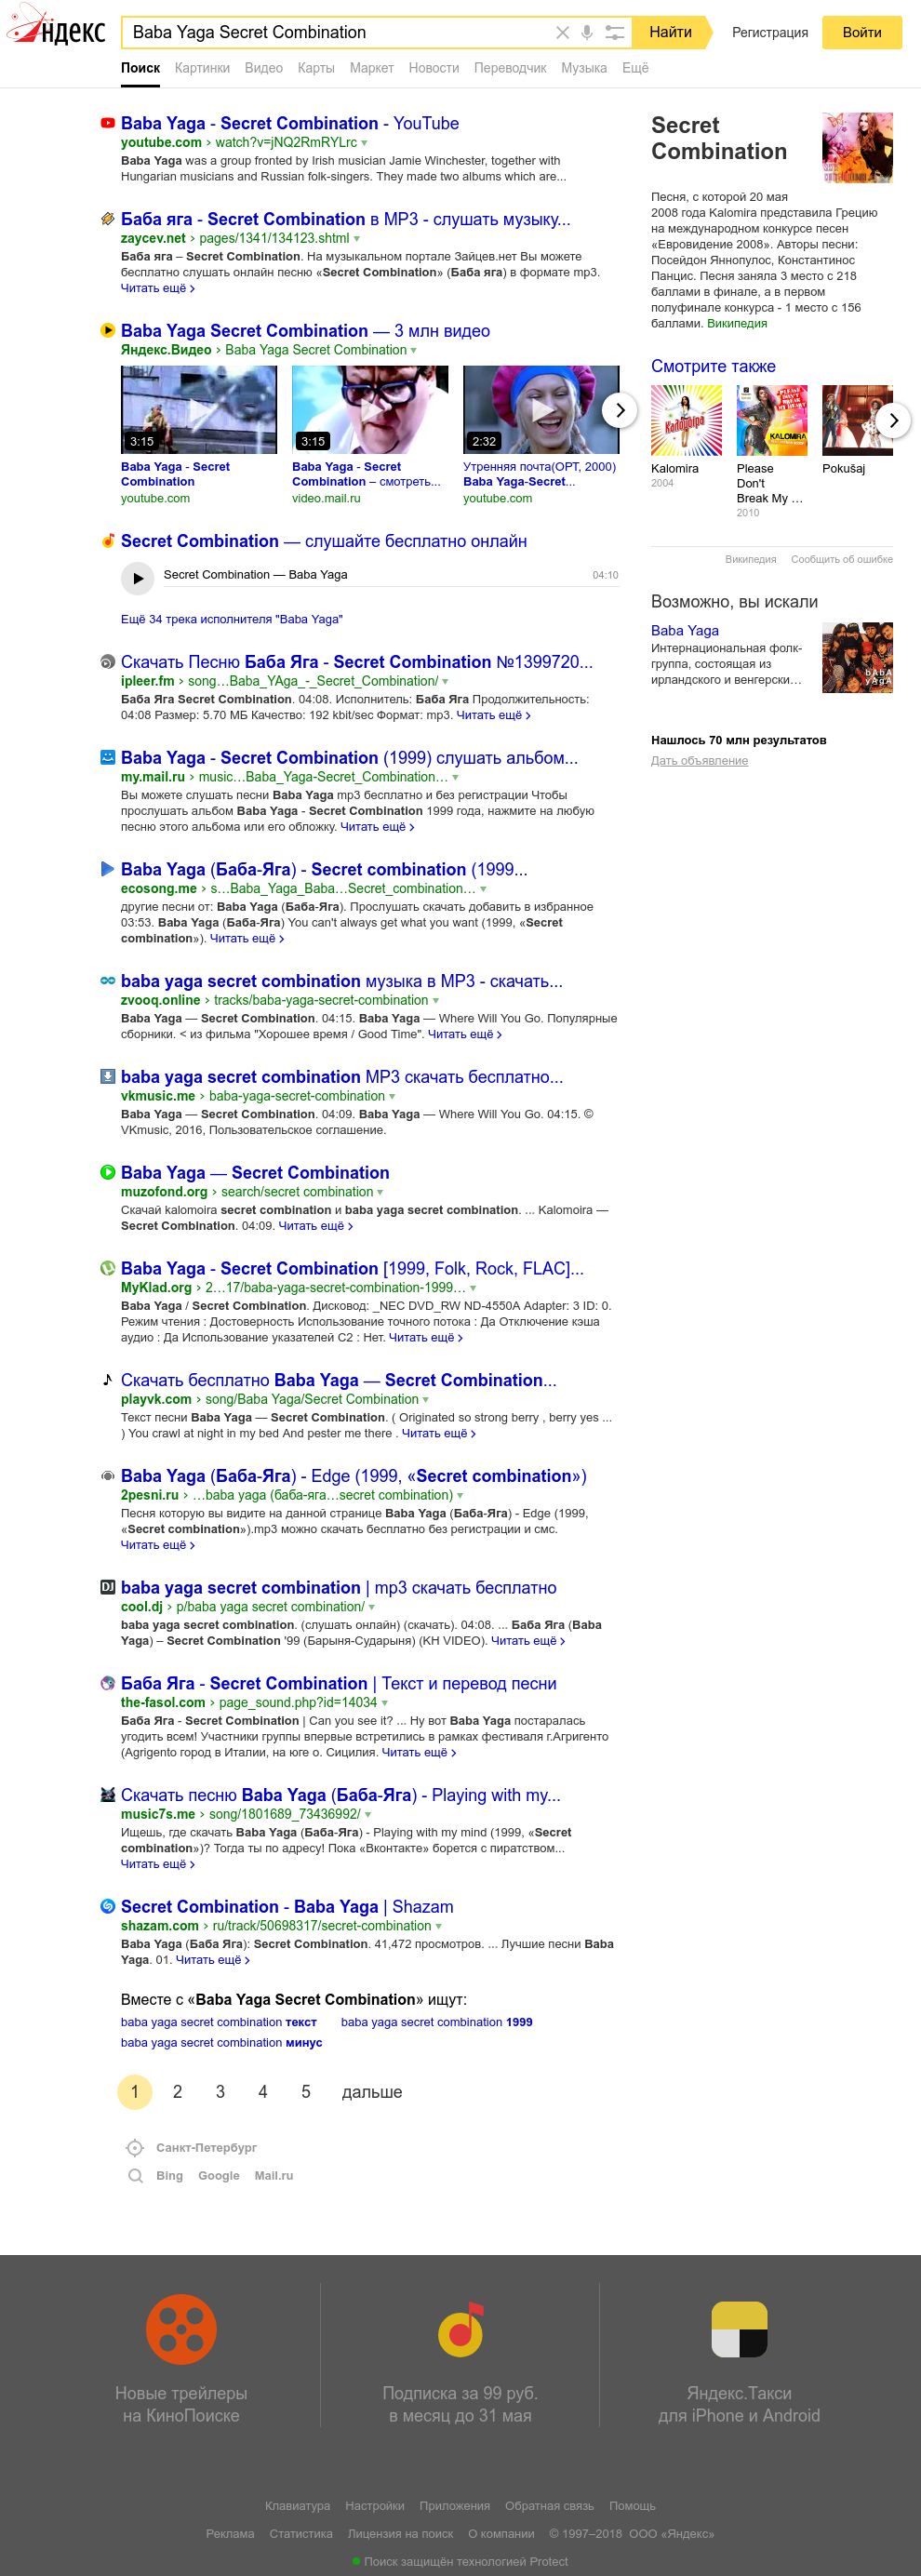 Яндекс
Baba Yaga Secret Combination
Найти
Регистрация
Войти
Поиск Картинки Видео Карты Маркет Новости Переводчик Музыка Ещё
Baba Yaga - Secret Combination - YouTube
youtube.com › watch?v=jNQ2RmRYLrc
Baba Yaga was a group fronted by Irish musician Jamie Winchester, together with
Hungarian musicians and Russian folk-singers. They made two albums which are...
Баба яга - Secret Combination в MP3 - слушать музыку...
zaycev.net › pages/1341/134123.shtml
Баба яга – Secret Combination. На музыкальном портале Зайцев.нет Вы можете
бесплатно слушать онлайн песню «Secret Combination» (Баба яга) в формате mp3.
Читать ещё ›
Baba Yaga Secret Combination — 3 млн видео
Яндекс.Видео › Baba Yaga Secret Combination
3:15
3:15
2:32
Baba Yaga - Secret
Combination
youtube.com
Baba Yaga - Secret
Combination – смотреть...
video.mail.ru
Утренняя почта(ОРТ, 2000)
Baba Yaga-Secret...
youtube.com
Secret Combination — слушайте бесплатно онлайн
Secret Combination — Baba Yaga 04:10
Ещё 34 трека исполнителя "Baba Yaga"
Скачать Песню Баба Яга - Secret Combination №1399720...
ipleer.fm › song…Baba_YAga_-_Secret_Combination/
Баба Яга Secret Combination. 04:08. Исполнитель: Баба Яга Продолжительность:
04:08 Размер: 5.70 МБ Качество: 192 kbit/sec Формат: mp3. Читать ещё ›
Baba Yaga - Secret Combination (1999) слушать альбом...
my.mail.ru › music…Baba_Yaga-Secret_Combination…
Вы можете слушать песни Baba Yaga mp3 бесплатно и без регистрации Чтобы
прослушать альбом Baba Yaga - Secret Combination 1999 года, нажмите на любую
песню этого альбома или его обложку. Читать ещё ›
Baba Yaga (Баба-Яга) - Secret combination (1999...
ecosong.me › s…Baba_Yaga_Baba…Secret_combination…
другие песни от: Baba Yaga (Баба-Яга). Прослушать скачать добавить в избранное
03:53. Baba Yaga (Баба-Яга) You can't always get what you want (1999, «Secret
combination»). Читать ещё ›
baba yaga secret combination музыка в MP3 - скачать...
zvooq.online › tracks/baba-yaga-secret-combination
Baba Yaga — Secret Combination. 04:15. Baba Yaga — Where Will You Go. Популярные
сборники. < из фильма "Хорошее время / Good Time". Читать ещё ›
baba yaga secret combination MP3 скачать бесплатно...
vkmusic.me › baba-yaga-secret-combination
Baba Yaga — Secret Combination. 04:09. Baba Yaga — Where Will You Go. 04:15. ©
VKmusic, 2016, Пользовательское соглашение.
Baba Yaga — Secret Combination
muzofond.org › search/secret combination
Скачай kalomoira secret combination и baba yaga secret combination. ... Kalomoira —
Secret Combination. 04:09. Читать ещё ›
Baba Yaga - Secret Combination [1999, Folk, Rock, FLAC]...
MyKlad.org › 2…17/baba-yaga-secret-combination-1999…
Baba Yaga / Secret Combination. Дисковод: _NEC DVD_RW ND-4550A Adapter: 3 ID: 0.
Режим чтения : Достоверность Использование точного потока : Да Отключение кэша
аудио : Да Использование указателей C2 : Нет. Читать ещё ›
Скачать бесплатно Baba Yaga — Secret Combination...
playvk.com › song/Baba Yaga/Secret Combination
Текст песни Baba Yaga — Secret Combination. ( Originated so strong berry , berry yes ...
) You crawl at night in my bed And pester me there . Читать ещё ›
Baba Yaga (Баба-Яга) - Edge (1999, «Secret combination»)
2pesni.ru › …baba yaga (баба-яга…secret combination)
Песня которую вы видите на данной странице Baba Yaga (Баба-Яга) - Edge (1999,
«Secret combination»).mp3 можно скачать бесплатно без регистрации и смс.
Читать ещё ›
baba yaga secret combination | mp3 скачать бесплатно
cool.dj › p/baba yaga secret combination/
baba yaga secret combination. (слушать онлайн) (скачать). 04:08. ... Баба Яга (Baba
Yaga) – Secret Combination '99 (Барыня-Сударыня) (KH VIDEO). Читать ещё ›
Баба Яга - Secret Combination | Текст и перевод песни
the-fasol.com › page_sound.php?id=14034
Баба Яга - Secret Combination | Can you see it? ... Ну вот Baba Yaga постаралась
угодить всем! Участники группы впервые встретились в рамках фестиваля г.Агригенто
(Agrigento город в Италии, на юге о. Сицилия. Читать ещё ›
Скачать песню Baba Yaga (Баба-Яга) - Playing with my...
music7s.me › song/1801689_73436992/
Ищешь, где скачать Baba Yaga (Баба-Яга) - Playing with my mind (1999, «Secret
combination»)? Тогда ты по адресу! Пока «Вконтакте» борется с пиратством...
Читать ещё ›
Secret Combination - Baba Yaga | Shazam
shazam.com › ru/track/50698317/secret-combination
Baba Yaga (Баба Яга): Secret Combination. 41,472 просмотров. ... Лучшие песни Baba
Yaga. 01. Читать ещё ›
Вместе с «Baba Yaga Secret Combination» ищут:
baba yaga secret combination текст baba yaga secret combination 1999
baba yaga secret combination минус
1 2 3 4 5 дальше
Санкт-Петербург
Bing Google Mail.ru
Secret
Combination
Песня, с которой 20 мая
2008 года Kalomira представила Грецию
на международном конкурсе песен
«Евровидение 2008». Авторы песни:
Посейдон Яннопулос, Константинос
Панцис. Песня заняла 3 место с 218
баллами в финале, а в первом
полуфинале конкурса - 1 место с 156
баллами. Википедия
Смотрите также
Kalomira
2004
Please
Don't
Break My …
2010
Pokušaj
Википедия Сообщить об ошибке
Возможно, вы искали
Baba Yaga
Интернациональная фолк-
группа, состоящая из
ирландского и венгерски…
Нашлось 70 млн результатов
Дать объявление
Новые трейлеры
на КиноПоиске
Подписка за 99 руб.
в месяц до 31 мая
Яндекс.Такси
для iPhone и Android
Клавиатура Настройки Приложения Обратная связь Помощь
Реклама Статистика Лицензия на поиск О компании © 1997–2018 ООО «Яндекс»
Поиск защищён технологией Protect